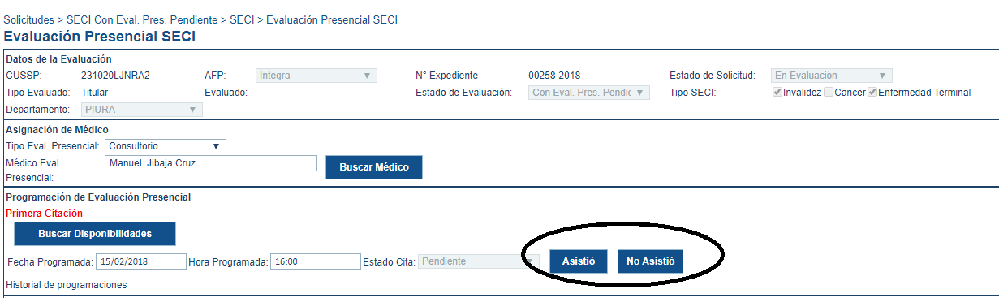 Solicitudes > SECI Con Eval. Pres. Pendiente > SECI > Evaluación Presencial SECI
Evaluación Presencial SECI
Datos de la Evaluación
CUSSP: 231020LJNRA2 AFP: Integra N° Expediente 00258-2018 Estado de Solicitud: En Evaluación
Tipo Evaluado: Titular Evaluado: . Estado de Evaluación: Con Eval. Pres. Pendie Tipo SECI: Invalidez Cancer Enfermedad Terminal
Departamento: PIURA
Asignación de Médico
Tipo Eval. Presencial: Consultorio
Médico Eval. Presencial: Manuel Jibaja Cruz Buscar Médico
Programación de Evaluación Presencial
Primera Citación
Buscar Disponibilidades
Fecha Programada: 15/02/2018 Hora Programada: 16:00 Estado Cita: Pendiente Asistió No Asistió
Historial de programaciones